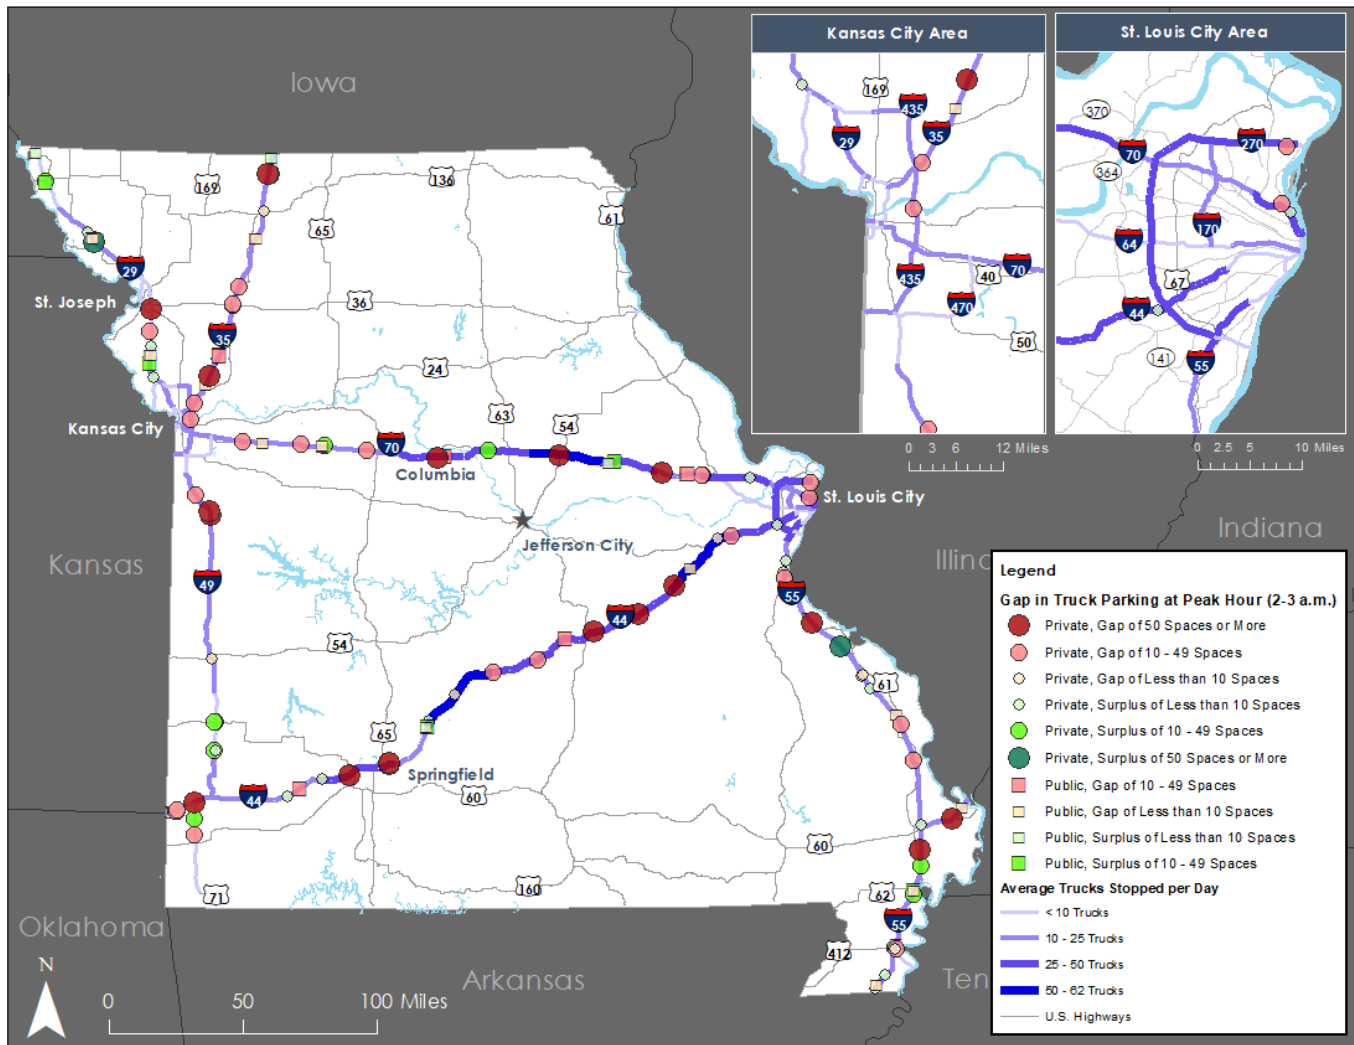 Kansas City Area
St. Louis City Area
Iowa
169
435
35
29
435
70
40
470
50
0 3 6 12 Miles
370
270
70
364
170
64
67
44
141
55
0 2.5 5 10 Miles
169
136
61
65
29
St. Joseph
36
35
24
63
54
Kansas City
70
Columbia
St. Louis City
Jefferson City
Indiana
Kansas
Illino
49
55
44
54
61
65
Springfield
44
60
60
160
71
62
55
412
Oklahoma
Arkansas
Ten
N
0 50 100 Miles
Legend
Gap in Truck Parking at Peak Hour (2-3 a.m.)
Private, Gap of 50 Spaces or More
Private, Gap of 10 - 49 Spaces
Private, Gap of Less than 10 Spaces
Private, Surplus of Less than 10 Spaces
Private, Surplus of 10 - 49 Spaces
Private, Surplus of 50 Spaces or More
Public, Gap of 10 - 49 Spaces
Public, Gap of Less than 10 Spaces
Public, Surplus of Less than 10 Spaces
Public, Surplus of 10 - 49 Spaces
Average Trucks Stopped per Day
< 10 Trucks
10 - 25 Trucks
25 - 50 Trucks
50 - 62 Trucks
U.S. Highways